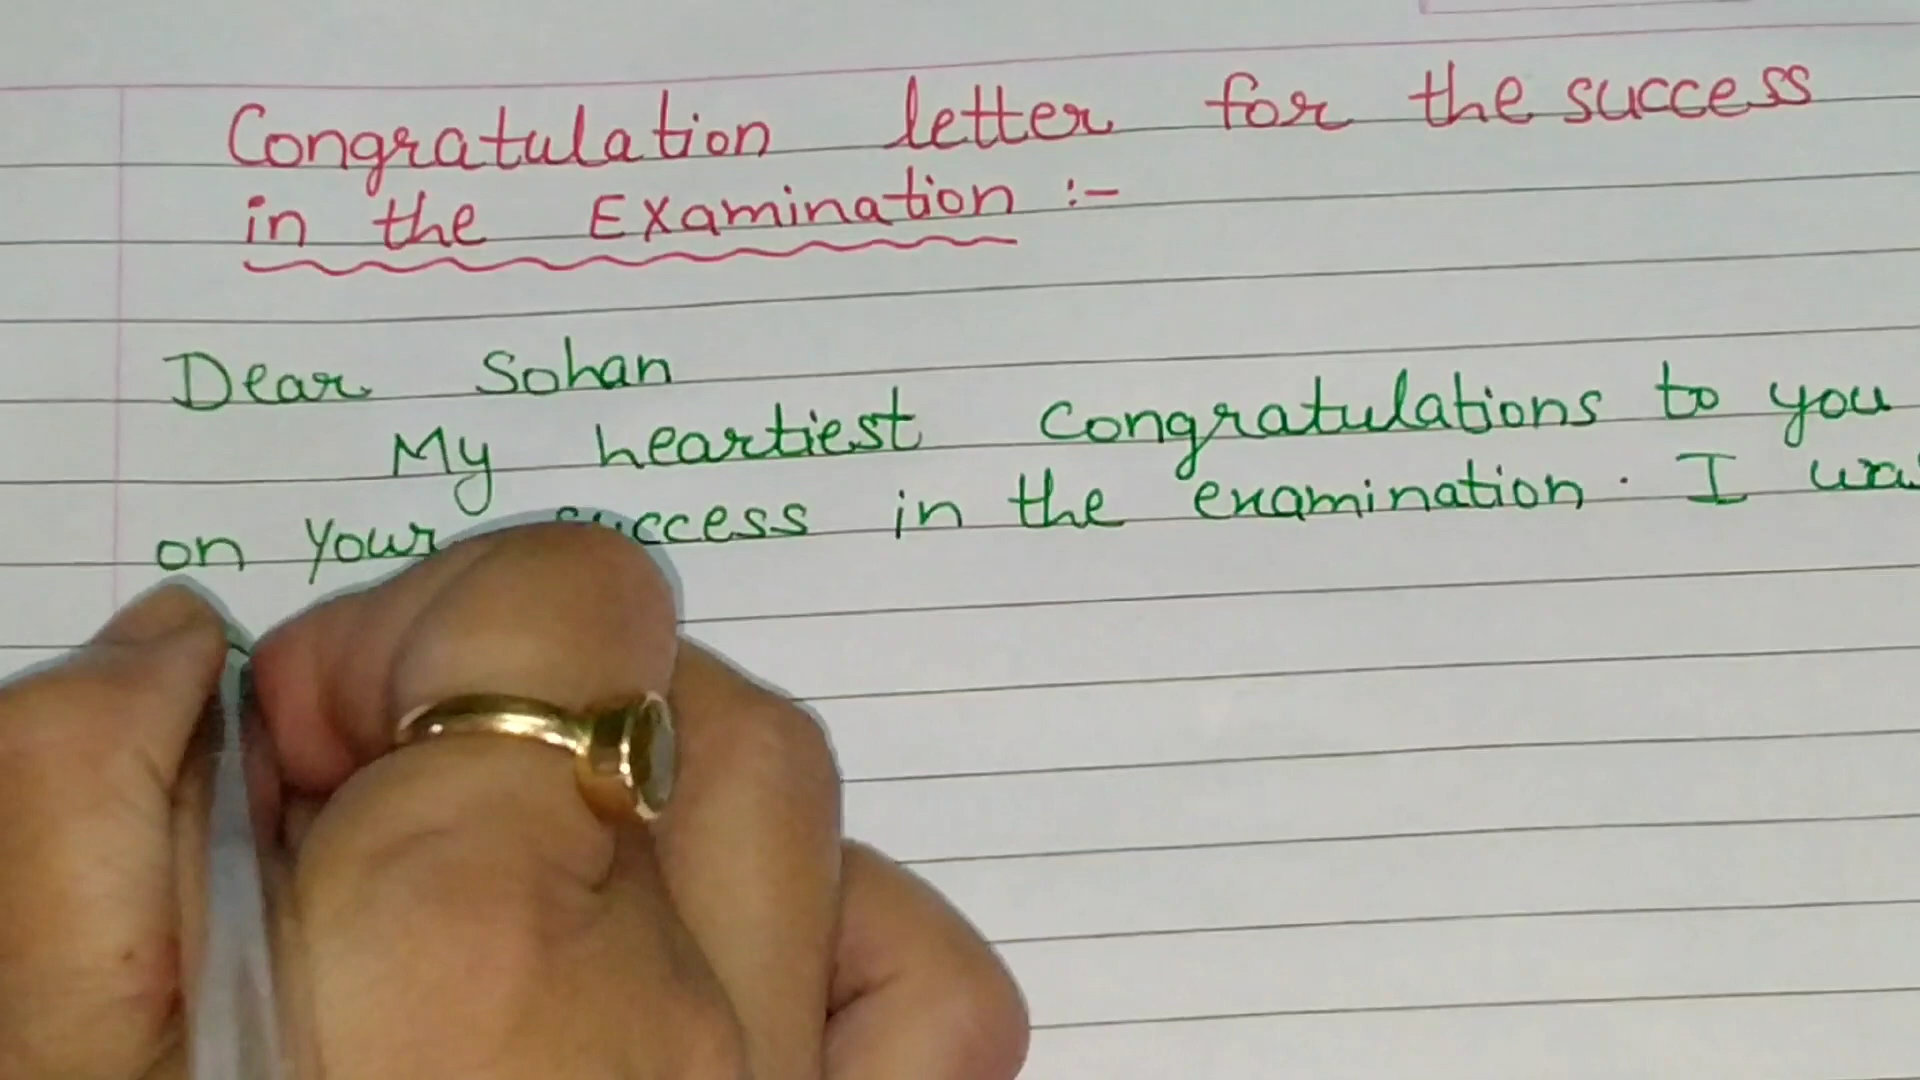 Congratulation letter for the success
in the Examination :-
Dear Sohan
My heartiest congratulations to you
on Your success in the examination. I